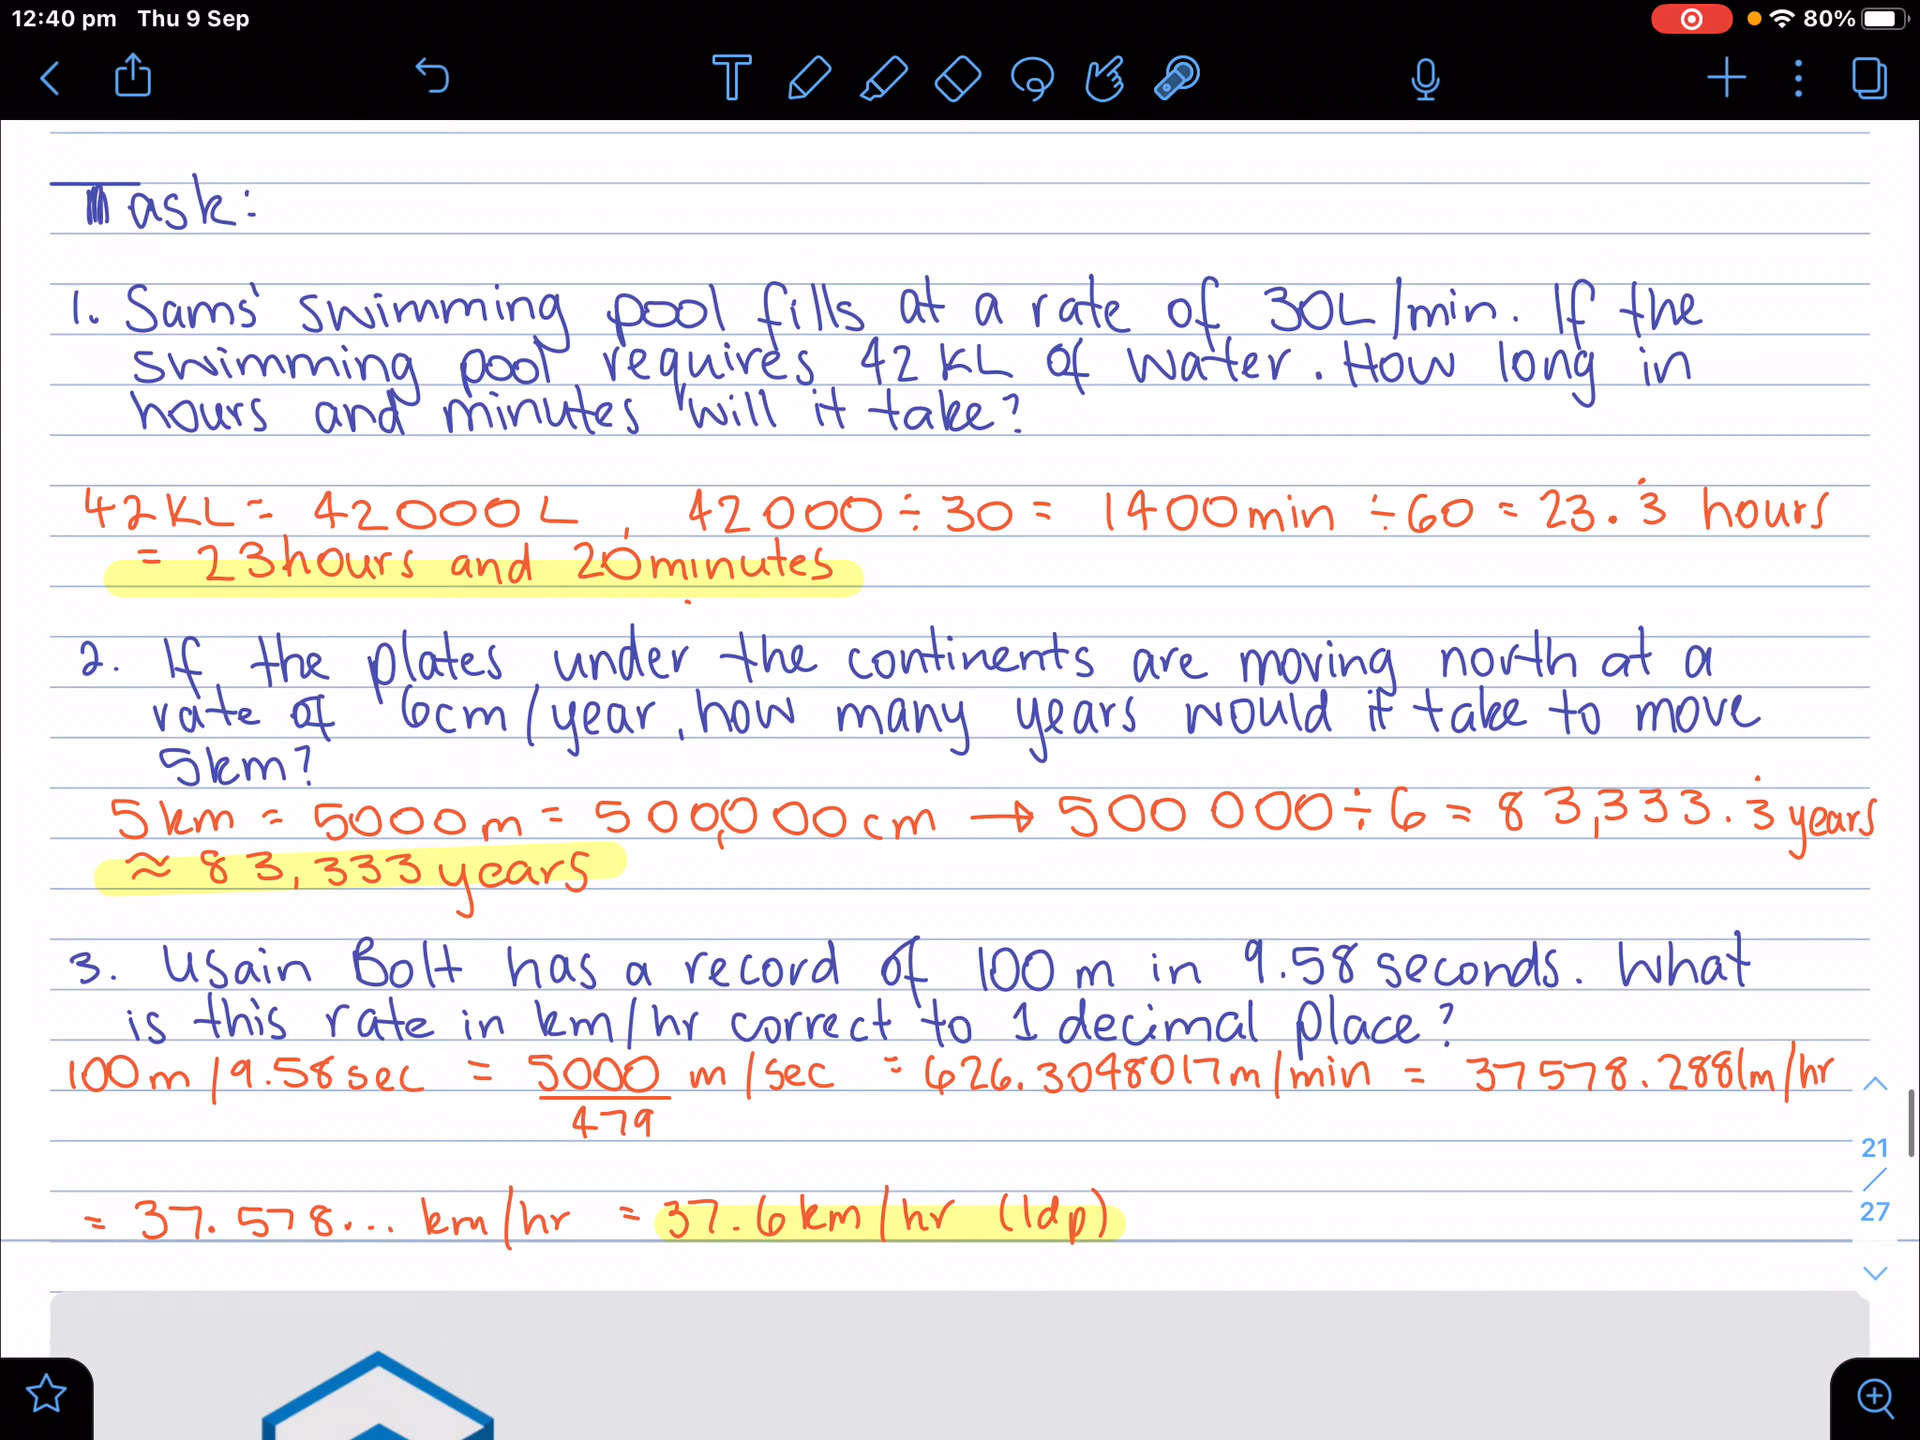 12:40 pm Thu 9 Sep
80%
Task:
1. Sams' swimming pool fills at a rate of 30L/min. If the
swimming pool requires 42 KL of water. How long in
hours and minutes will it take?
42KL = 42000L, 42000 ÷ 30 = 1400min ÷ 60 = 23.3̇ hours
= 23hours and 20minutes
2. If the plates under the continents are moving north at a
rate of 6cm/year, how many years would it take to move
5km?
5km = 5000m = 500,000cm → 500 000 ÷ 6 = 83,333.3̇ years
≈ 83,333 years
3. Usain Bolt has a record of 100m in 9.58 seconds. What
is this rate in km/hr correct to 1 decimal place?
100m/9.58sec = 5000/479 m/sec = 626.3048017m/min = 37578.2881m/hr
= 37.578... km/hr = 37.6km/hr (1dp)
21
/
27